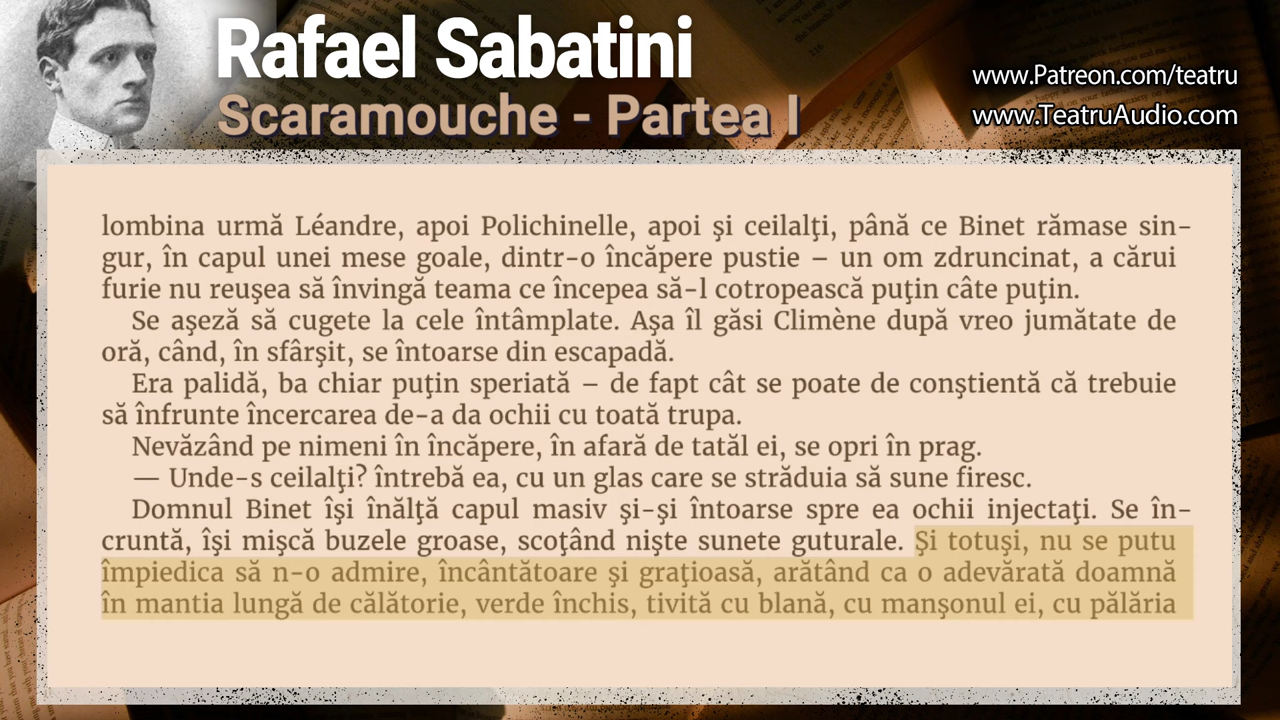 Rafael Sabatini
Scaramouche - Partea I
www.Patreon.com/teatru
www.TeatruAudio.com
lombina urmă Léandre, apoi Polichinelle, apoi şi ceilalţi, până ce Binet rămase sin-
gur, în capul unei mese goale, dintr-o încăpere pustie – un om zdruncinat, a cărui
furie nu reuşea să învingă teama ce începea să-l cotropească puţin câte puţin.
Se aşeză să cugete la cele întâmplate. Aşa îl găsi Climène după vreo jumătate de
oră, când, în sfârşit, se întoarse din escapadă.
Era palidă, ba chiar puţin speriată – de fapt cât se poate de conştientă că trebuie
să înfrunte încercarea de-a da ochii cu toată trupa.
Nevăzând pe nimeni în încăpere, în afară de tatăl ei, se opri în prag.
— Unde-s ceilalţi? întrebă ea, cu un glas care se străduia să sune firesc.
Domnul Binet îşi înălţă capul masiv şi-şi întoarse spre ea ochii injectaţi. Se în-
cruntă, îşi mişcă buzele groase, scoţând nişte sunete guturale. Şi totuşi, nu se putu
împiedica să n-o admire, încântătoare şi graţioasă, arătând ca o adevărată doamnă
în mantia lungă de călătorie, verde închis, tivită cu blană, cu manşonul ei, cu pălăria